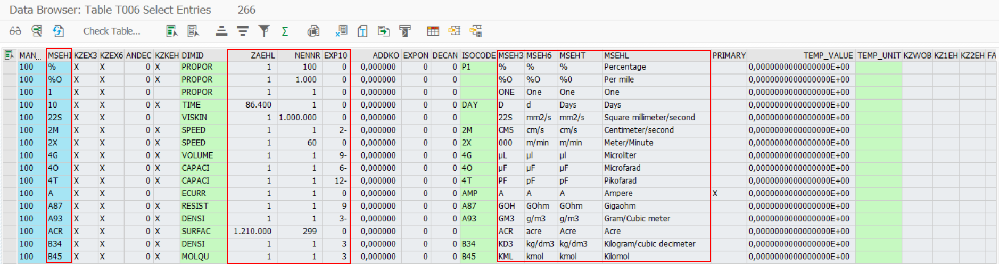 Data Browser: Table T006 Select Entries 266
Check Table...
MAN... MSEHI KZEX3 KZEX6 ANDEC KZKEH DIMID ZAEHL NENNR EXP10 ADDKO EXPON DECAN ISOCODE MSEH3 MSEH6 MSEHT MSEHL PRIMARY TEMP_VALUE TEMP_UNIT KZWOB KZ1EH KZ2EH FA
100 % X X 0 X PROPOR 1 100 0 0,000000 0 0 P1 % % % Percentage 0,0000000000000000E+00
100 %O X X 0 X PROPOR 1 1.000 0 0,000000 0 0 %O %O %0 Per mille 0,0000000000000000E+00
100 1 X X 0 PROPOR 1 1 0 0,000000 0 0 ONE One One One 0,0000000000000000E+00
100 10 X X 0 X TIME 86.400 1 0 0,000000 0 0 DAY D d Days Days 0,0000000000000000E+00
100 22S X X 0 VISKIN 1 1.000.000 0 0,000000 0 0 22S mm2/s mm2/s Square millimeter/second 0,0000000000000000E+00
100 2M X X 0 X SPEED 1 1 2- 0,000000 0 0 2M CMS cm/s cm/s Centimeter/second 0,0000000000000000E+00
100 2X X X 0 X SPEED 1 60 0 0,000000 0 0 2X 000 m/min m/min Meter/Minute 0,0000000000000000E+00
100 4G X X 0 X VOLUME 1 1 9- 0,000000 0 0 4G µL µl µl Microliter 0,0000000000000000E+00
100 4O X X 0 X CAPACI 1 1 6- 0,000000 0 0 4O µF µF µF Microfarad 0,0000000000000000E+00
100 4T X X 0 X CAPACI 1 1 12- 0,000000 0 0 4T PF pF pF Pikofarad 0,0000000000000000E+00
100 A X X 0 ECURR 1 1 0 0,000000 0 0 AMP A A A Ampere X 0,0000000000000000E+00
100 A87 X X 0 X RESIST 1 1 9 0,000000 0 0 A87 GOH GOhm GOhm Gigaohm 0,0000000000000000E+00
100 A93 X X 0 X DENSI 1 1 3- 0,000000 0 0 A93 GM3 g/m3 g/m3 Gram/Cubic meter 0,0000000000000000E+00
100 ACR X X 0 X SURFAC 1.210.000 299 0 0,000000 0 0 ACR acre Acre Acre 0,0000000000000000E+00
100 B34 X X 0 X DENSI 1 1 3 0,000000 0 0 B34 KD3 kg/dm3 kg/dm3 Kilogram/cubic decimeter 0,0000000000000000E+00
100 B45 X X 0 X MOLQU 1 1 3 0,000000 0 0 B45 KML kmol kmol Kilomol 0,0000000000000000E+00